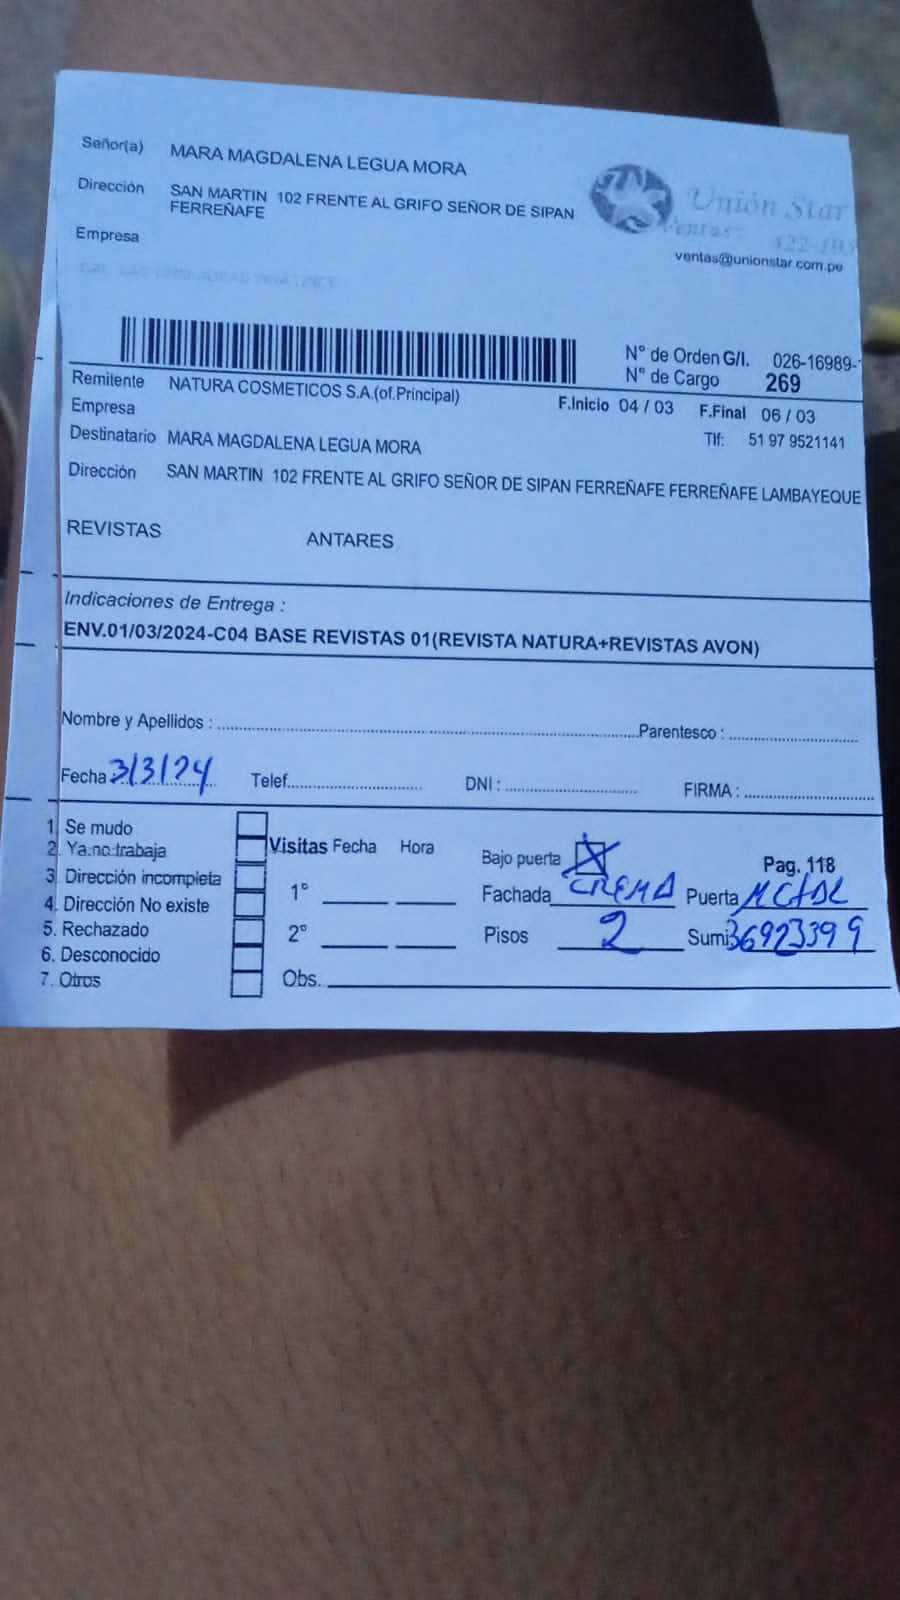 Señor(a) MARA MAGDALENA LEGUA MORA
Dirección SAN MARTIN 102 FRENTE AL GRIFO SEÑOR DE SIPAN
FERREÑAFE
Empresa
Unión Star
Ventas:
ventas@unionstar.com.pe
N° de Orden G/I. 026-16989-
N° de Cargo 269
Remitente NATURA COSMETICOS S.A.(of.Principal)
F.Inicio 04 / 03 F.Final 06 / 03
Empresa
Destinatario MARA MAGDALENA LEGUA MORA
Tlf: 51 97 9521141
Dirección SAN MARTIN 102 FRENTE AL GRIFO SEÑOR DE SIPAN FERREÑAFE FERREÑAFE LAMBAYEQUE
REVISTAS ANTARES
Indicaciones de Entrega :
ENV.01/03/2024-C04 BASE REVISTAS 01(REVISTA NATURA+REVISTAS AVON)
Nombre y Apellidos : Parentesco :
Fecha 3/3/24 Telef. DNI : FIRMA :
1. Se mudo
2. Ya.no.trabaja
3. Dirección incompleta
4. Dirección No existe
5. Rechazado
6. Desconocido
7. Otros
Visitas Fecha Hora
1°
2°
Obs.
Bajo puerta X Pag. 118
Fachada CREMA Puerta
Pisos 2 Sumi 36923399